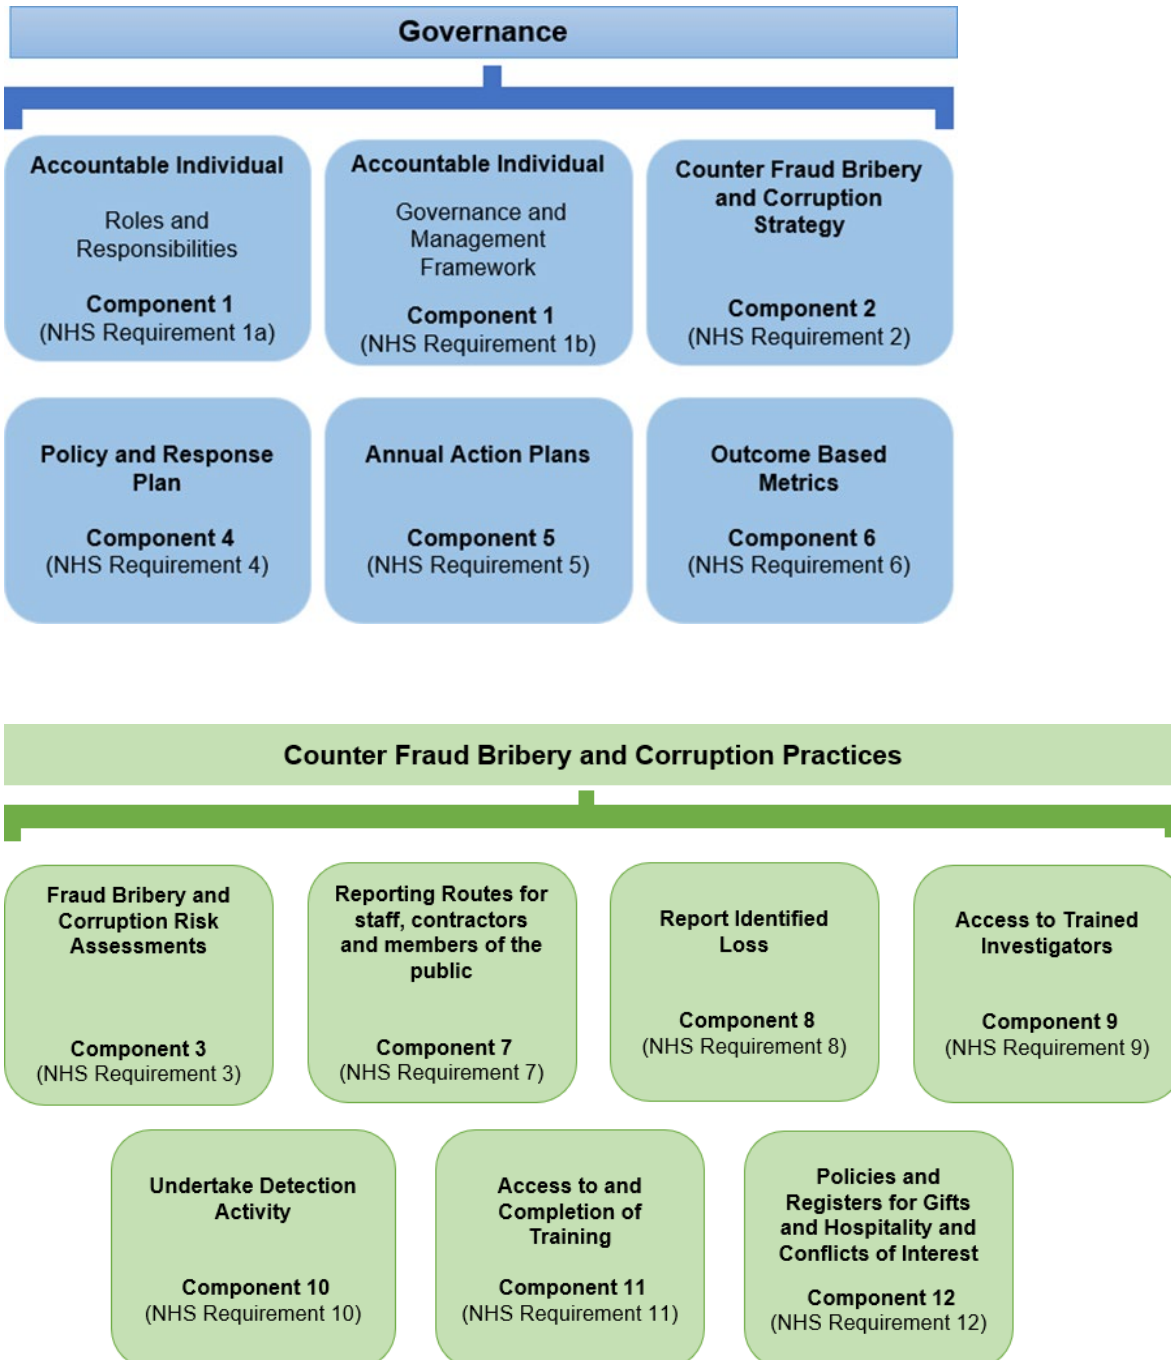 Governance
Accountable Individual
Roles and
Responsibilities
Component 1
(NHS Requirement 1a)
Accountable Individual
Governance and
Management
Framework
Component 1
(NHS Requirement 1b)
Counter Fraud Bribery
and Corruption
Strategy
Component 2
(NHS Requirement 2)
Policy and Response
Plan
Component 4
(NHS Requirement 4)
Annual Action Plans
Component 5
(NHS Requirement 5)
Outcome Based
Metrics
Component 6
(NHS Requirement 6)
Counter Fraud Bribery and Corruption Practices
Fraud Bribery and
Corruption Risk
Assessments
Component 3
(NHS Requirement 3)
Reporting Routes for
staff, contractors
and members of the
public
Component 7
(NHS Requirement 7)
Report Identified
Loss
Component 8
(NHS Requirement 8)
Access to Trained
Investigators
Component 9
(NHS Requirement 9)
Undertake Detection
Activity
Component 10
(NHS Requirement 10)
Access to and
Completion of
Training
Component 11
(NHS Requirement 11)
Policies and
Registers for Gifts
and Hospitality and
Conflicts of Interest
Component 12
(NHS Requirement 12)